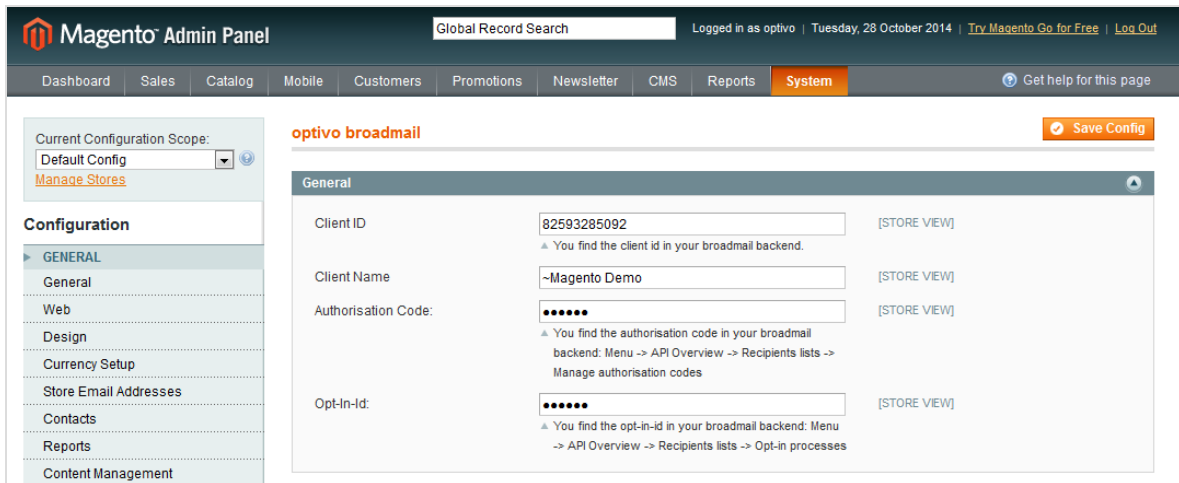 Magento Admin Panel
Global Record Search
Logged in as optivo | Tuesday, 28 October 2014 | Try Magento Go for Free | Log Out
Dashboard Sales Catalog Mobile Customers Promotions Newsletter CMS Reports System Get help for this page
Current Configuration Scope:
Default Config
Manage Stores
Configuration
GENERAL
General
Web
Design
Currency Setup
Store Email Addresses
Contacts
Reports
Content Management
optivo broadmail
Save Config
General
Client ID 82593285092 [STORE VIEW]
You find the client id in your broadmail backend.
Client Name ~Magento Demo [STORE VIEW]
Authorisation Code: •••••• [STORE VIEW]
You find the authorisation code in your broadmail
backend: Menu -> API Overview -> Recipients lists ->
Manage authorisation codes
Opt-In-Id: •••••• [STORE VIEW]
You find the opt-in-id in your broadmail backend: Menu
-> API Overview -> Recipients lists -> Opt-in processes